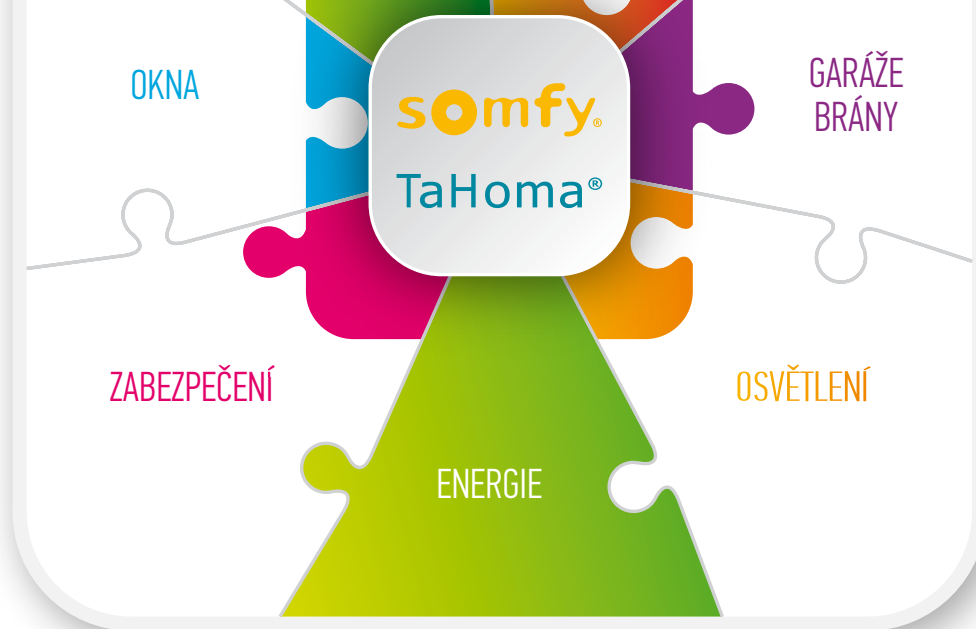 OKNA
GARÁŽE
BRÁNY
somfy®
TaHoma®
ZABEZPEČENÍ
OSVĚTLENÍ
ENERGIE